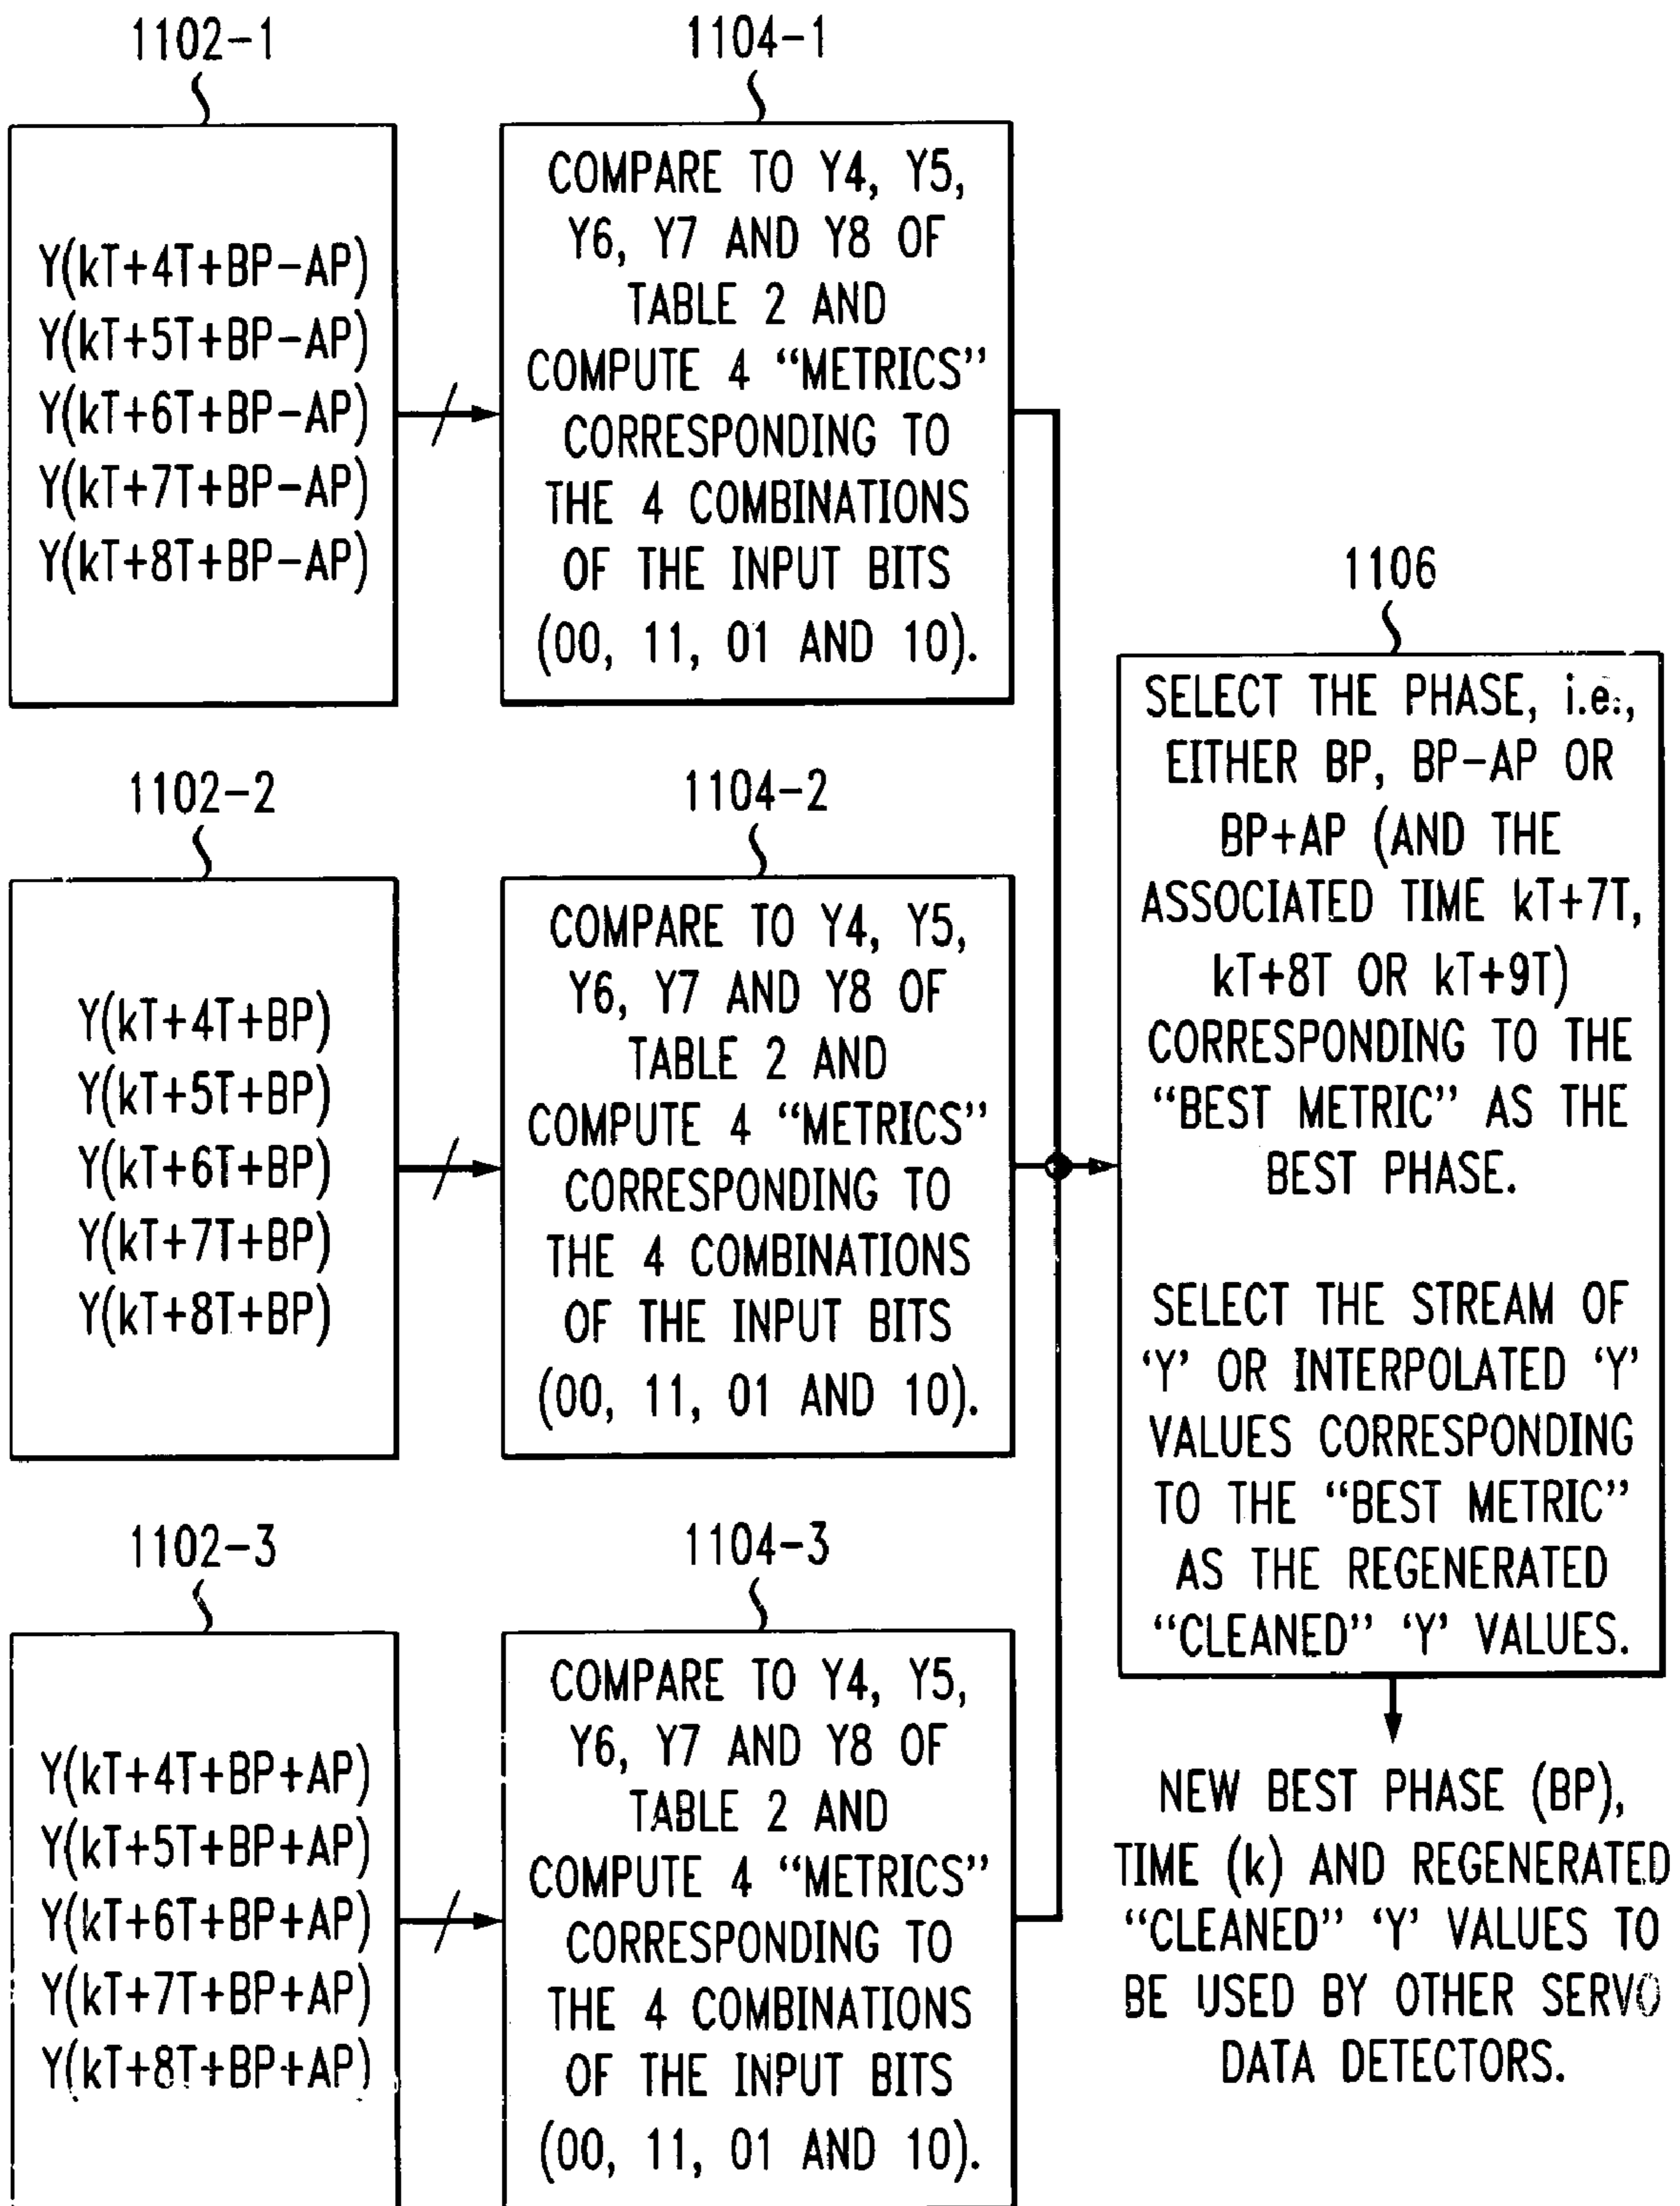 1102-1
Y(kT+4T+BP-AP)
Y(kT+5T+BP-AP)
Y(kT+6T+BP-AP)
Y(kT+7T+BP-AP)
Y(kT+8T+BP-AP)
1104-1
COMPARE TO Y4, Y5,
Y6, Y7 AND Y8 OF
TABLE 2 AND
COMPUTE 4 “METRICS”
CORRESPONDING TO
THE 4 COMBINATIONS
OF THE INPUT BITS
(00, 11, 01 AND 10).
1102-2
Y(kT+4T+BP)
Y(kT+5T+BP)
Y(kT+6T+BP)
Y(kT+7T+BP)
Y(kT+8T+BP)
1104-2
COMPARE TO Y4, Y5,
Y6, Y7 AND Y8 OF
TABLE 2 AND
COMPUTE 4 “METRICS”
CORRESPONDING TO
THE 4 COMBINATIONS
OF THE INPUT BITS
(00, 11, 01 AND 10).
1102-3
Y(kT+4T+BP+AP)
Y(kT+5T+BP+AP)
Y(kT+6T+BP+AP)
Y(kT+7T+BP+AP)
Y(kT+8T+BP+AP)
1104-3
COMPARE TO Y4, Y5,
Y6, Y7 AND Y8 OF
TABLE 2 AND
COMPUTE 4 “METRICS”
CORRESPONDING TO
THE 4 COMBINATIONS
OF THE INPUT BITS
(00, 11, 01 AND 10).
1106
SELECT THE PHASE, i.e.,
EITHER BP, BP-AP OR
BP+AP (AND THE
ASSOCIATED TIME kT+7T,
kT+8T OR kT+9T)
CORRESPONDING TO THE
“BEST METRIC” AS THE
BEST PHASE.
SELECT THE STREAM OF
‘Y’ OR INTERPOLATED ‘Y’
VALUES CORRESPONDING
TO THE “BEST METRIC”
AS THE REGENERATED
“CLEANED” ‘Y’ VALUES.
NEW BEST PHASE (BP),
TIME (k) AND REGENERATED
“CLEANED” ‘Y’ VALUES TO
BE USED BY OTHER SERVO
DATA DETECTORS.